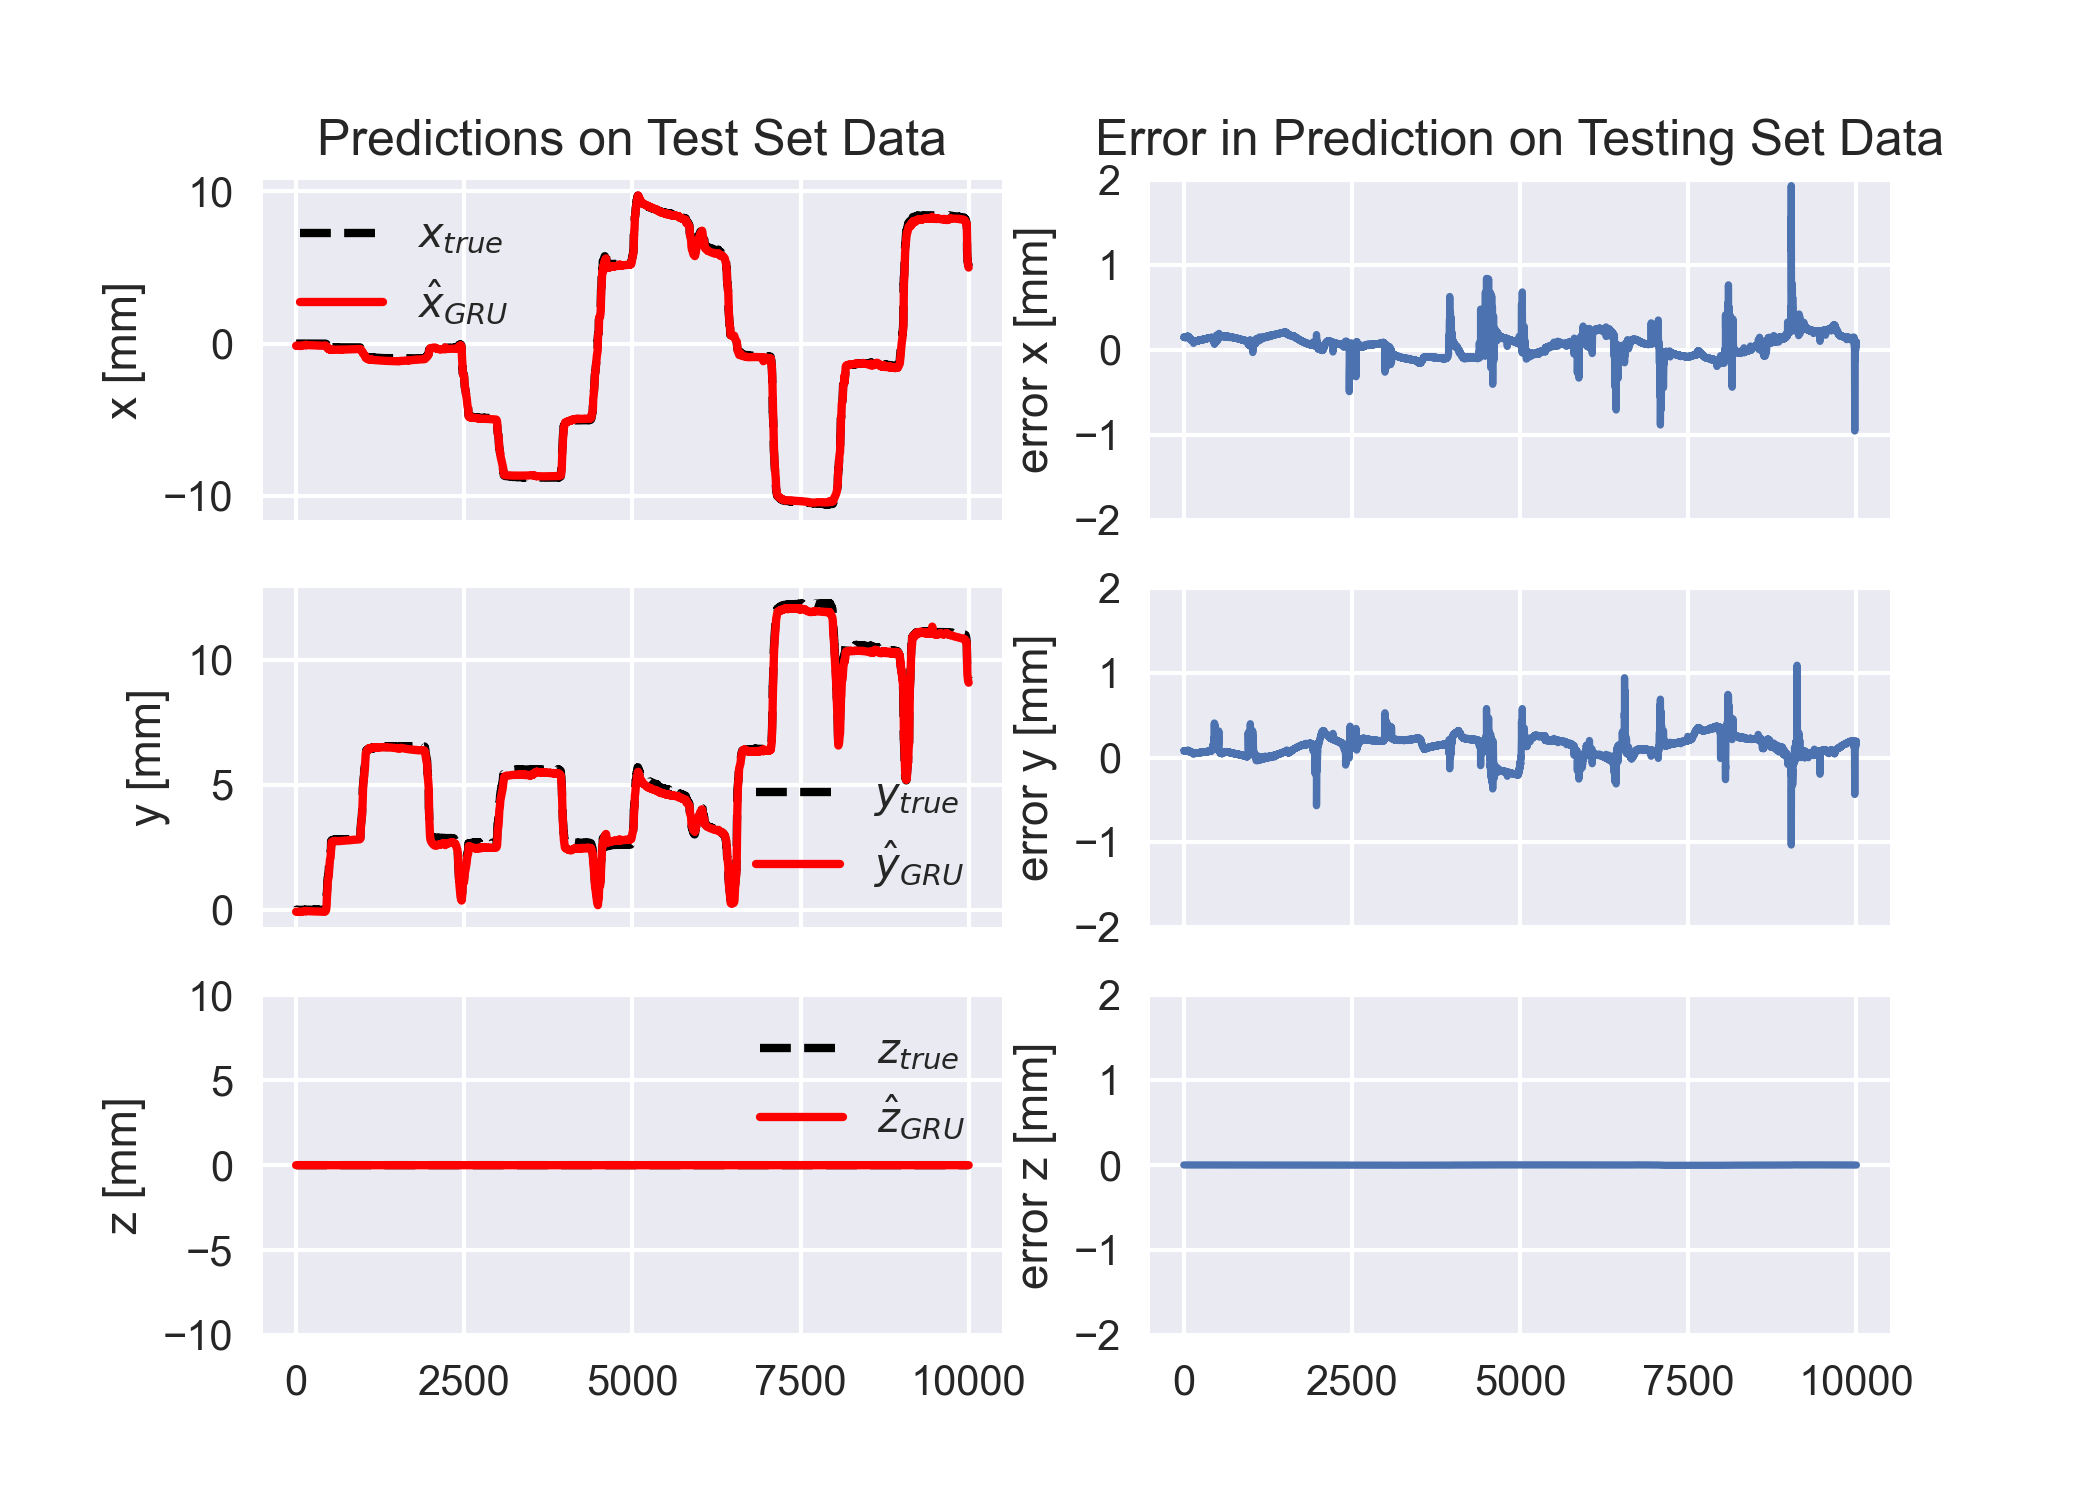 Predictions on Test Set Data
Error in Prediction on Testing Set Data
x [mm]
10
0
−10
x_true
x̂_GRU
error x [mm]
2
1
0
−1
−2
y [mm]
10
5
0
y_true
ŷ_GRU
error y [mm]
2
1
0
−1
−2
z [mm]
10
5
0
−5
−10
z_true
ẑ_GRU
0 2500 5000 7500 10000
error z [mm]
2
1
0
−1
−2
0 2500 5000 7500 10000